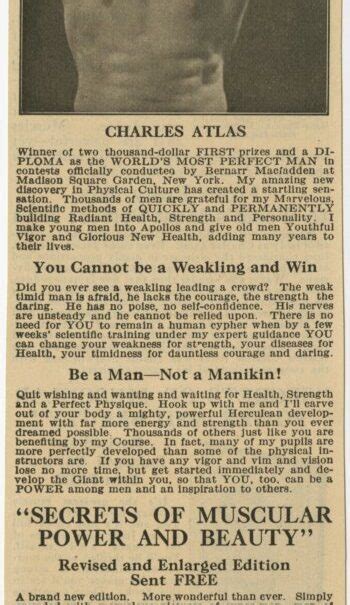 CHARLES ATLAS
Winner of two thousand-dollar FIRST prizes and a DI-
PLOMA as the WORLD'S MOST PERFECT MAN in
contests officially conducted by Bernarr Macfadden at
Madison Square Garden, New York. My amazing new
discovery in Physical Culture has created a startling sen-
sation. Thousands of men are grateful for my Marvelous,
Scientific methods of QUICKLY and PERMANENTLY
building Radiant Health, Strength and Personality. I
make young men into Apollos and give old men Youthful
Vigor and Glorious New Health, adding many years to
their lives.
You Cannot be a Weakling and Win
Did you ever see a weakling leading a crowd? The weak
timid man is afraid, he lacks the courage, the strength the
daring. He has no poise, no self-confidence. His nerves
are unsteady and he cannot be relied upon. There is no
need for YOU to remain a human cypher when by a few
weeks' scientific training under my expert guidance YOU
can change your weakness for strength, your diseases for
Health, your timidness for dauntless courage and daring.
Be a Man—Not a Manikin!
Quit wishing and wanting and waiting for Health, Strength
and a Perfect Physique. Hook up with me and I'll carve
out of your body a mighty, powerful Herculean develop-
ment with far more energy and strength than you ever
dreamed possible Thousands of others just like you are
benefiting by my Course. In fact, many of my pupils are
more perfectly developed than some of the physical in-
structors are. If you have any vigor and vim and vision
lose no more time, but get started immediately and de-
velop the Giant within you, so that YOU, too, can be a
POWER among men and an inspiration to others.
"SECRETS OF MUSCULAR
POWER AND BEAUTY"
Revised and Enlarged Edition
Sent FREE
A brand new edition. More wonderful than ever. Simply